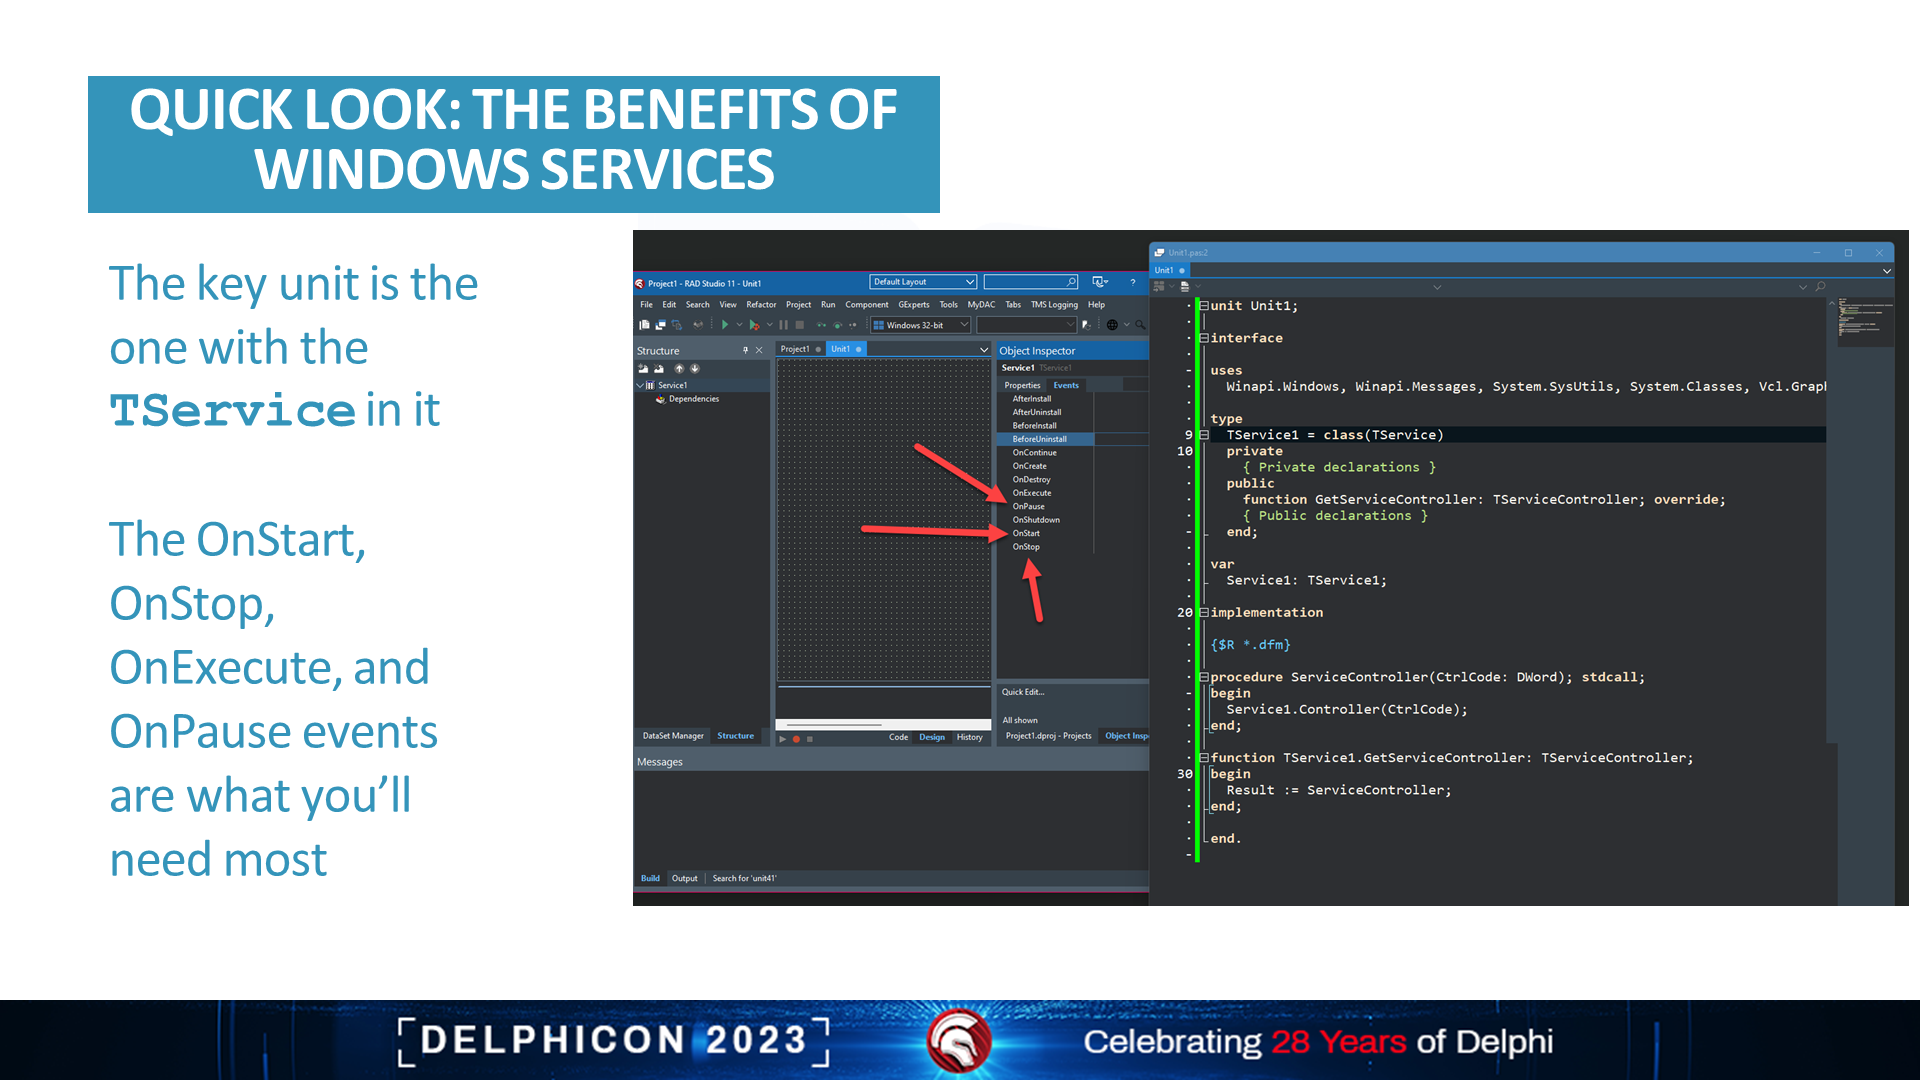 QUICK LOOK: THE BENEFITS OF
WINDOWS SERVICES
The key unit is the
one with the
TService in it
The OnStart,
OnStop,
OnExecute, and
OnPause events
are what you'll
need most
Project1 - RAD Studio 11 - Unit1
Default Layout
?
File Edit Search View Refactor Project Run Component GExperts Tools MyDAC Tabs TMS Logging Help
Windows 32-bit
Structure
Service1
Dependencies
Project1
Unit1
Object Inspector
Service1 TService1
Properties Events
AfterInstall
AfterUninstall
BeforeInstall
BeforeUninstall
OnContinue
OnCreate
OnDestroy
OnExecute
OnPause
OnShutdown
OnStart
OnStop
Quick Edit...
All shown
DataSet Manager Structure
Code Design History
Project1.dproj - Projects Object Insp
Messages
Build Output Search for 'unit41'
Unit1.pas:2
Unit1
unit Unit1;
interface
uses
Winapi.Windows, Winapi.Messages, System.SysUtils, System.Classes, Vcl.Graph
type
9 TService1 = class(TService)
10 private
{ Private declarations }
public
function GetServiceController: TServiceController; override;
{ Public declarations }
end;
var
Service1: TService1;
20 implementation
{$R *.dfm}
procedure ServiceController(CtrlCode: DWord); stdcall;
begin
Service1.Controller(CtrlCode);
end;
function TService1.GetServiceController: TServiceController;
30 begin
Result := ServiceController;
end;
end.
[DELPHICON 2023]
Celebrating 28 Years of Delphi